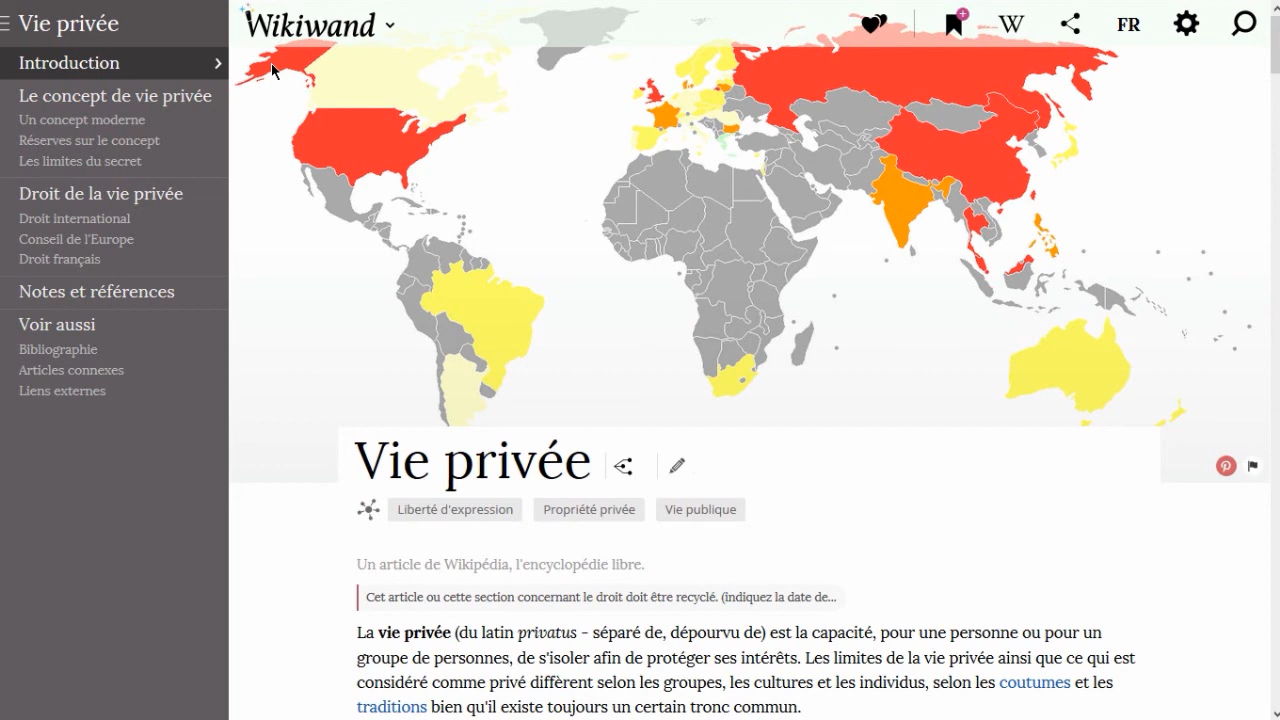 Vie privée
Introduction
Le concept de vie privée
Un concept moderne
Réserves sur le concept
Les limites du secret
Droit de la vie privée
Droit international
Conseil de l'Europe
Droit français
Notes et références
Voir aussi
Bibliographie
Articles connexes
Liens externes
Wikiwand
W
FR
Vie privée
Liberté d'expression
Propriété privée
Vie publique
Un article de Wikipédia, l'encyclopédie libre.
Cet article ou cette section concernant le droit doit être recyclé. (indiquez la date de...
La vie privée (du latin privatus - séparé de, dépourvu de) est la capacité, pour une personne ou pour un
groupe de personnes, de s'isoler afin de protéger ses intérêts. Les limites de la vie privée ainsi que ce qui est
considéré comme privé diffèrent selon les groupes, les cultures et les individus, selon les coutumes et les
traditions bien qu'il existe toujours un certain tronc commun.